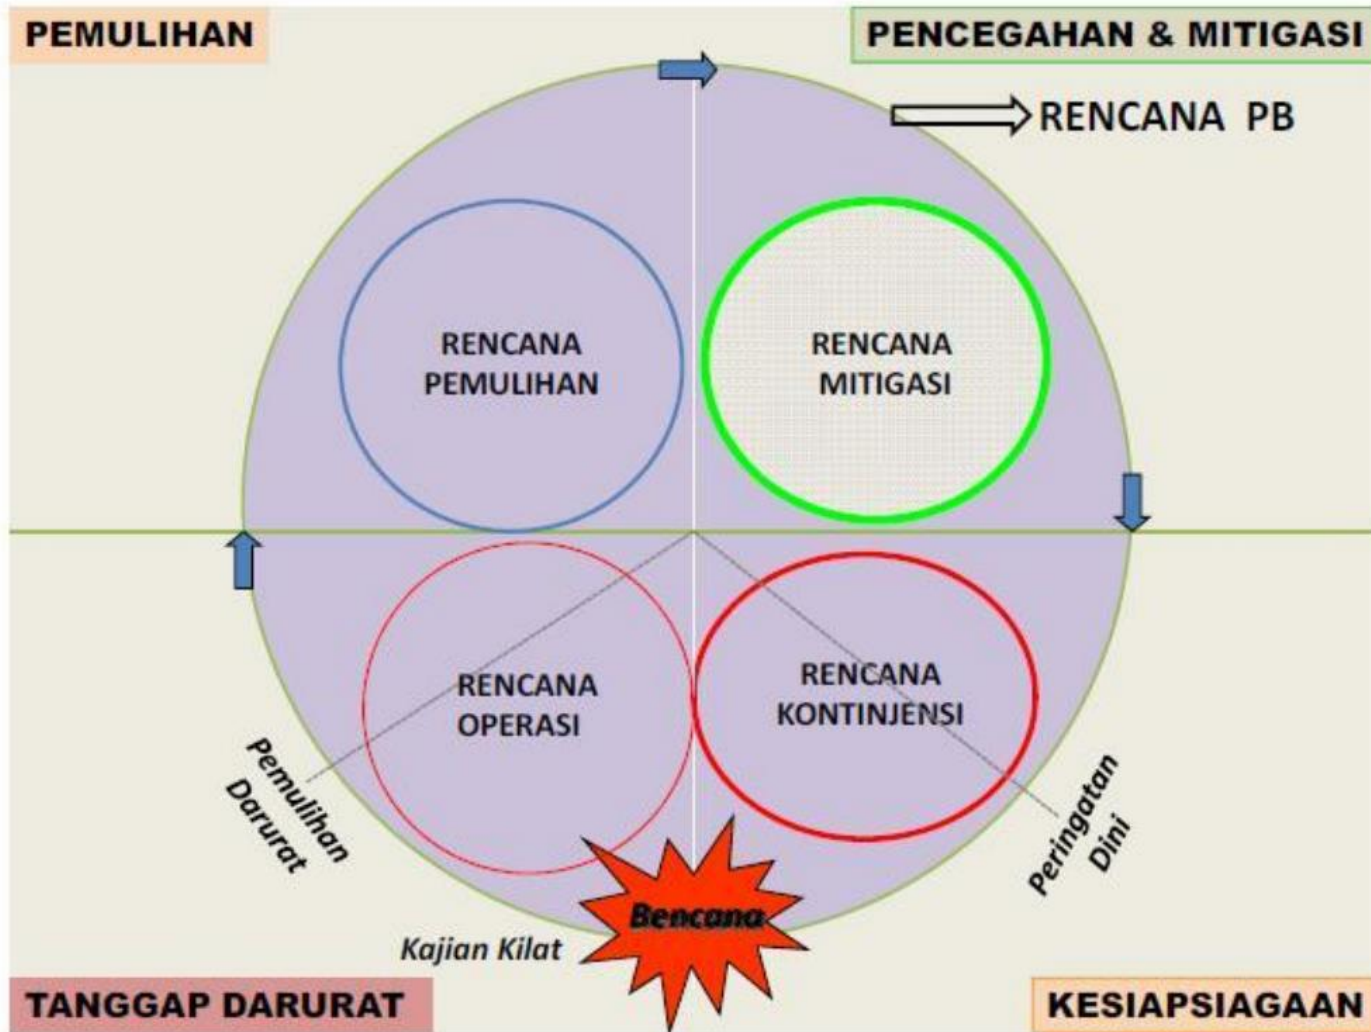 PEMULIHAN
PENCEGAHAN & MITIGASI
RENCANA PB
RENCANA
PEMULIHAN
RENCANA
MITIGASI
RENCANA
OPERASI
RENCANA
KONTINJENSI
Pemulihan
Darurat
Peringatan
Dini
Bencana
Kajian Kilat
TANGGAP DARURAT
KESIAPSIAGAAN